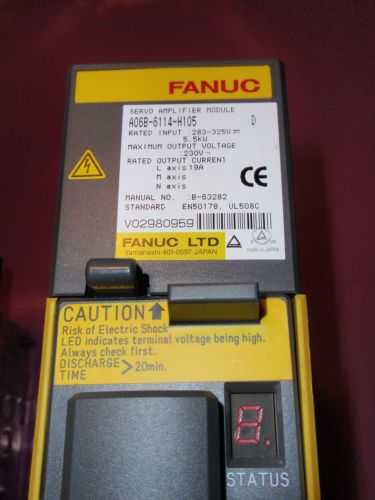 FANUC
SERVO AMPLIFIER MODULE
A06B-6114-H105 D
RATED INPUT :283-325V⎓
5.5KW
MAXIMUM OUTPUT VOLTAGE
:230V~
RATED OUTPUT CURRENT
L axis 19A
M axis
N axis
CE
MANUAL NO. :B-63282
STANDARD EN50178, UL508C
V02980959
FANUC LTD
Yamanashi 401-0597 JAPAN
MADE IN JAPAN
CAUTION
Risk of Electric Shock
LED indicates terminal voltage being high.
Always check first.
DISCHARGE >20min.
TIME
8.
STATUS